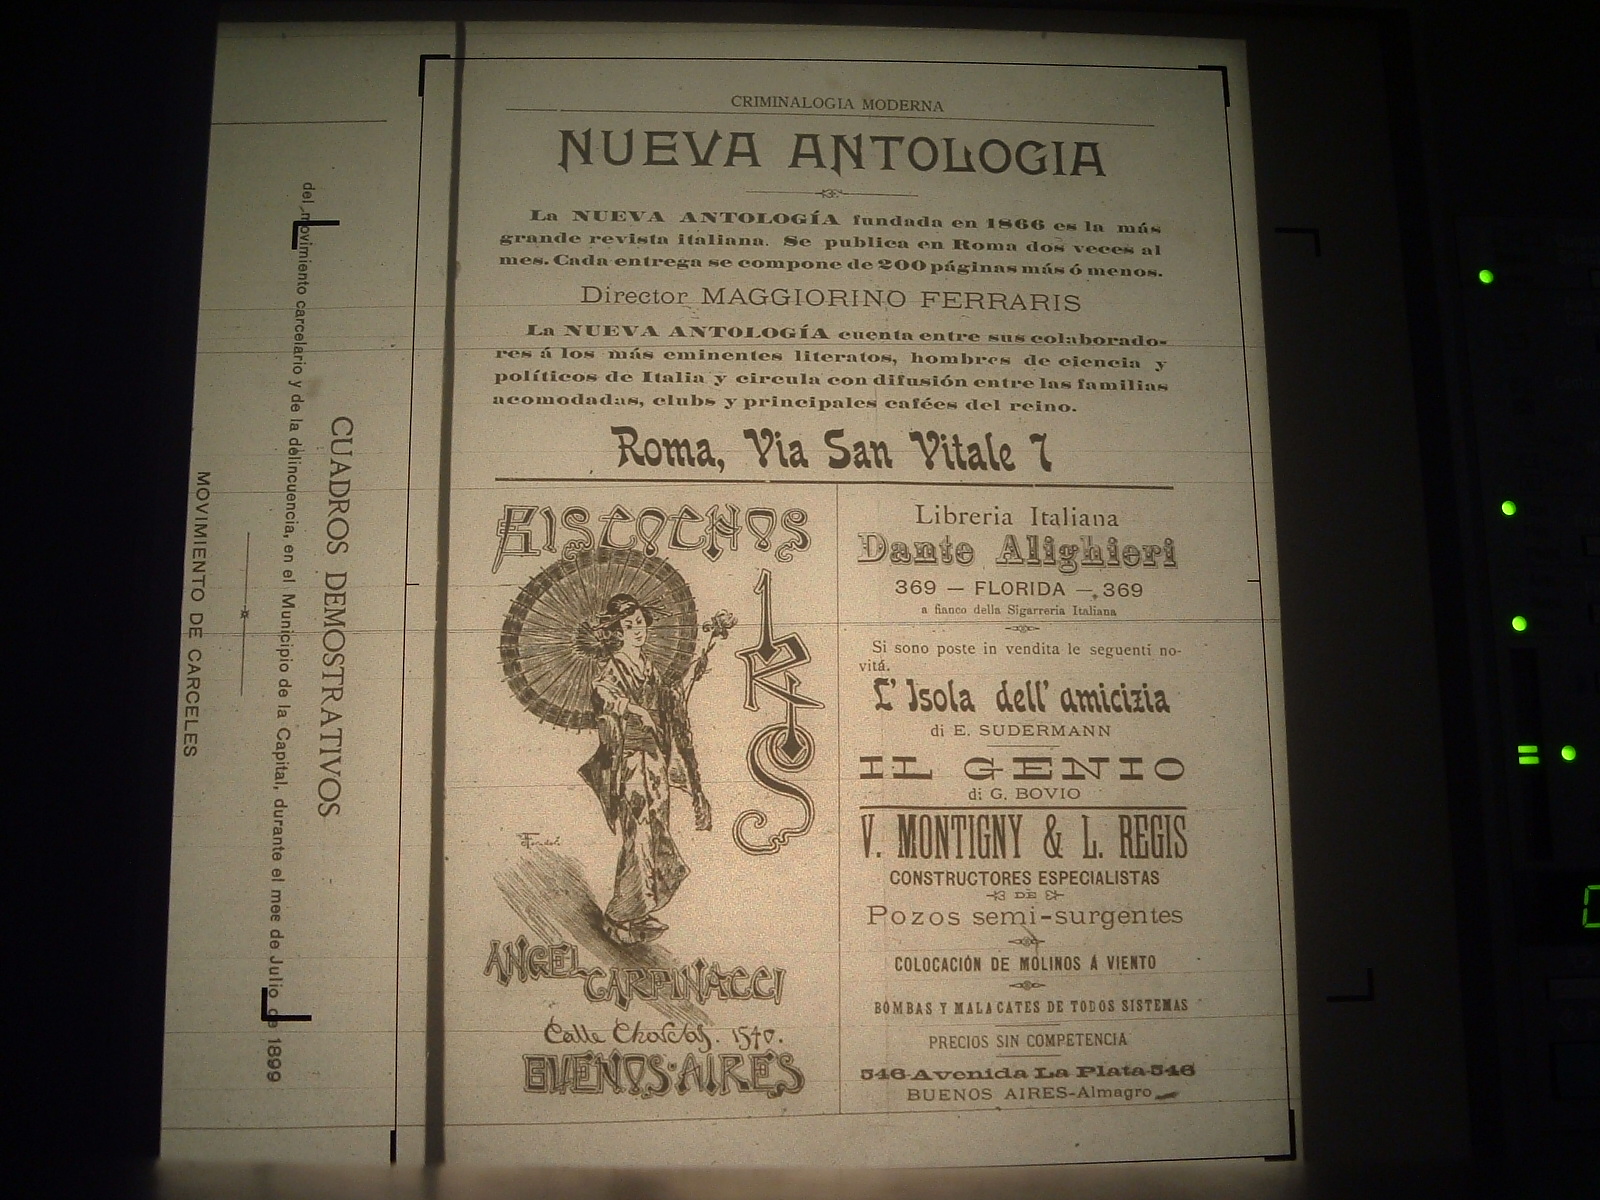 CRIMINALOGIA MODERNA
NUEVA ANTOLOGIA
La NUEVA ANTOLOGÍA fundada en 1866 es la más
grande revista italiana. Se publica en Roma dos veces al
mes. Cada entrega se compone de 200 páginas más ó menos.
Director MAGGIORINO FERRARIS
La NUEVA ANTOLOGÍA cuenta entre sus colaborado-
res á los más eminentes literatos, hombres de ciencia y
políticos de Italia y circula con difusión entre las familias
acomodadas, clubs y principales cafées del reino.
Roma, Via San Vitale 7
BISCOCHOS
IRIS
ANGEL
CARPINACCI
Calle Charcas. 1540.
BUENOS-AIRES
Libreria Italiana
Dante Alighieri
369 — FLORIDA — 369
a fianco della Sigarreria Italiana
Si sono poste in vendita le seguenti no-
vitá.
L' Isola dell' amicizia
di E. SUDERMANN
IL GENIO
di G. BOVIO
V. MONTIGNY & L. REGIS
CONSTRUCTORES ESPECIALISTAS
DE
Pozos semi-surgentes
COLOCACIÓN DE MOLINOS Á VIENTO
BOMBAS Y MALACATES DE TODOS SISTEMAS
PRECIOS SIN COMPETENCIA
546-Avenida La Plata-546
BUENOS AIRES-Almagro
CUADROS DEMOSTRATIVOS
del movimiento carcelario y de la delincuencia, en el Municipio de la Capital, durante el mes de Julio de 1899
MOVIMIENTO DE CARCELES